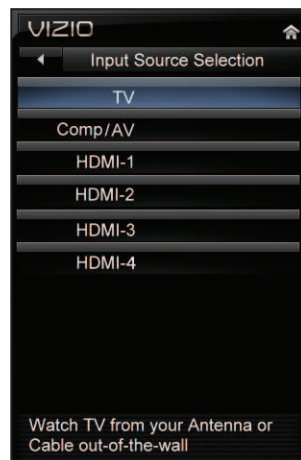 VIZIO
Input Source Selection
TV
Comp/AV
HDMI-1
HDMI-2
HDMI-3
HDMI-4
Watch TV from your Antenna or
Cable out-of-the-wall